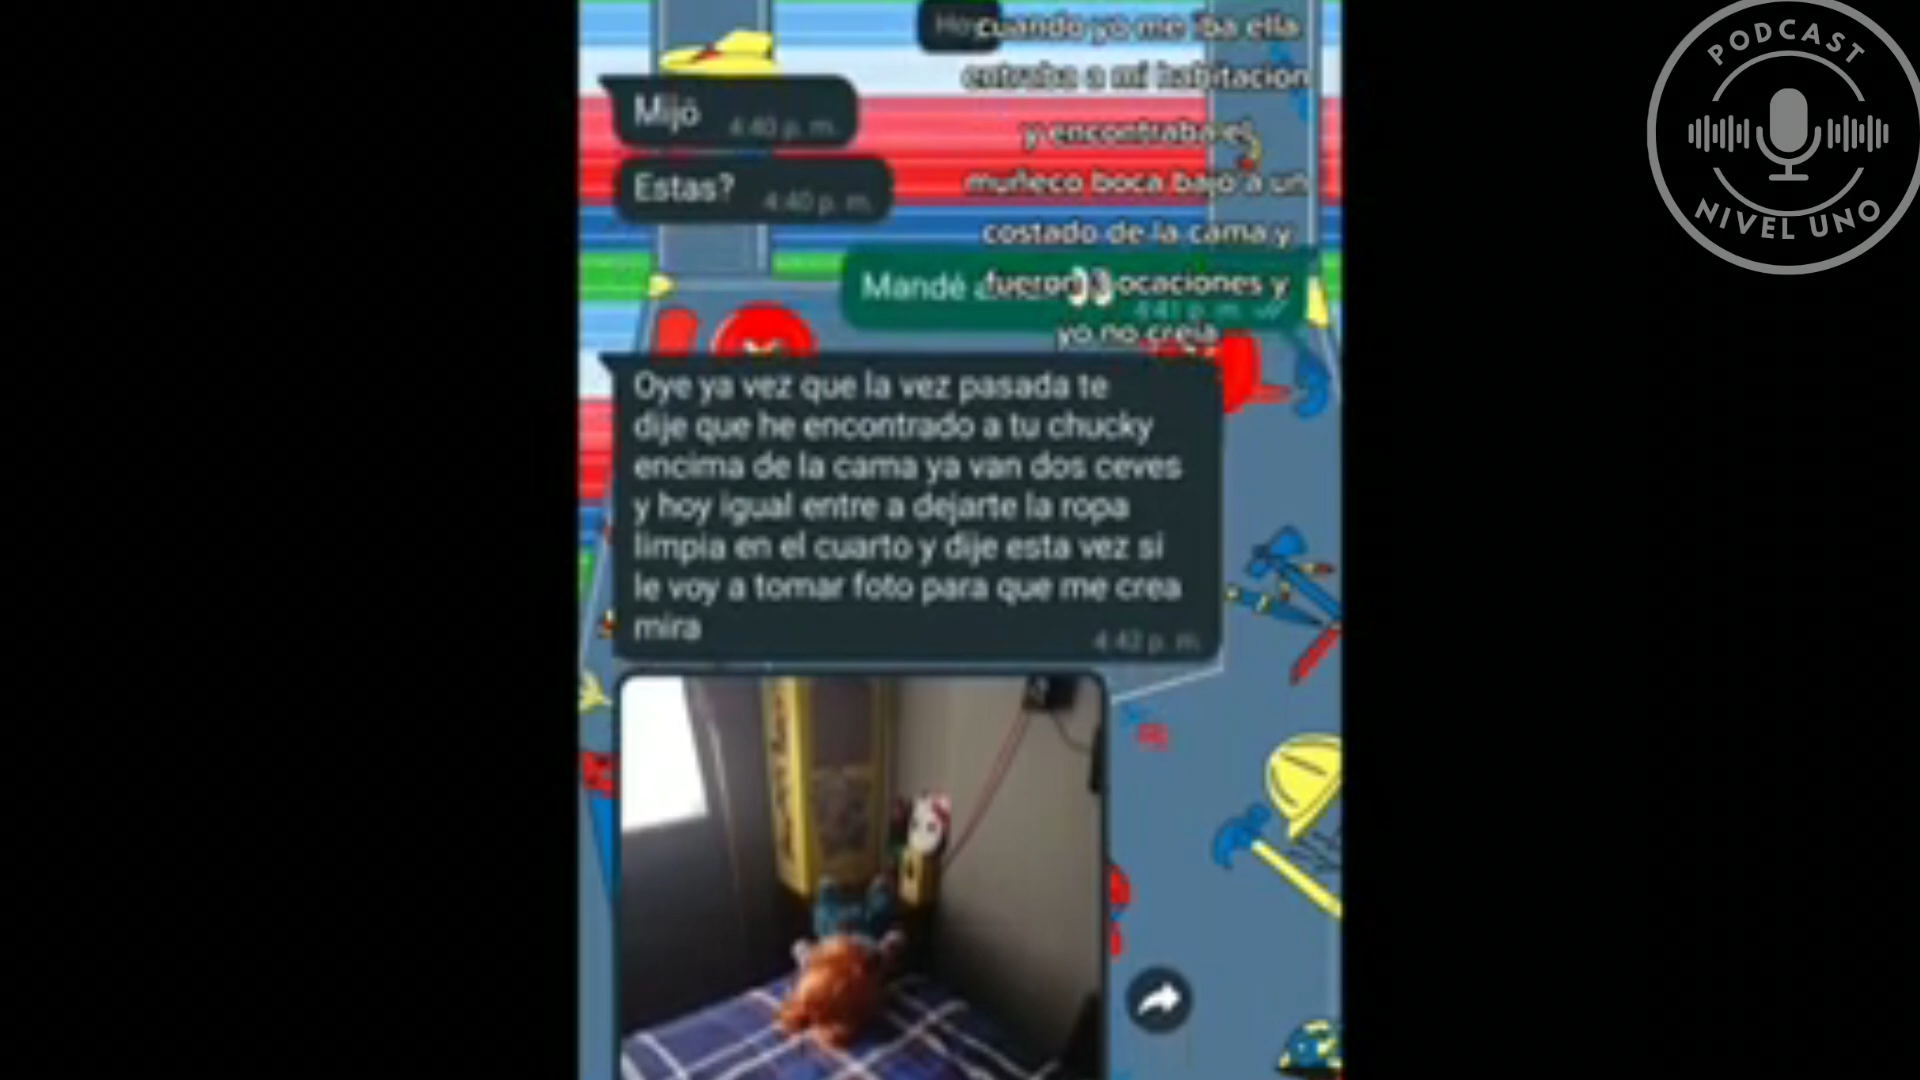 cuando yo me iba ella
entraba a mi habitacion
y encontraba el
muñeco boca bajo a un
costado de la cama y
fueron 3 ocaciones y
yo no creia
Mijo 4:40 p. m.
Estas? 4:40 p. m.
Mandé
4:41 p. m.
Oye ya vez que la vez pasada te
dije que he encontrado a tu chucky
encima de la cama ya van dos ceves
y hoy igual entre a dejarte la ropa
limpia en el cuarto y dije esta vez si
le voy a tomar foto para que me crea
mira
PODCAST
NIVEL UNO